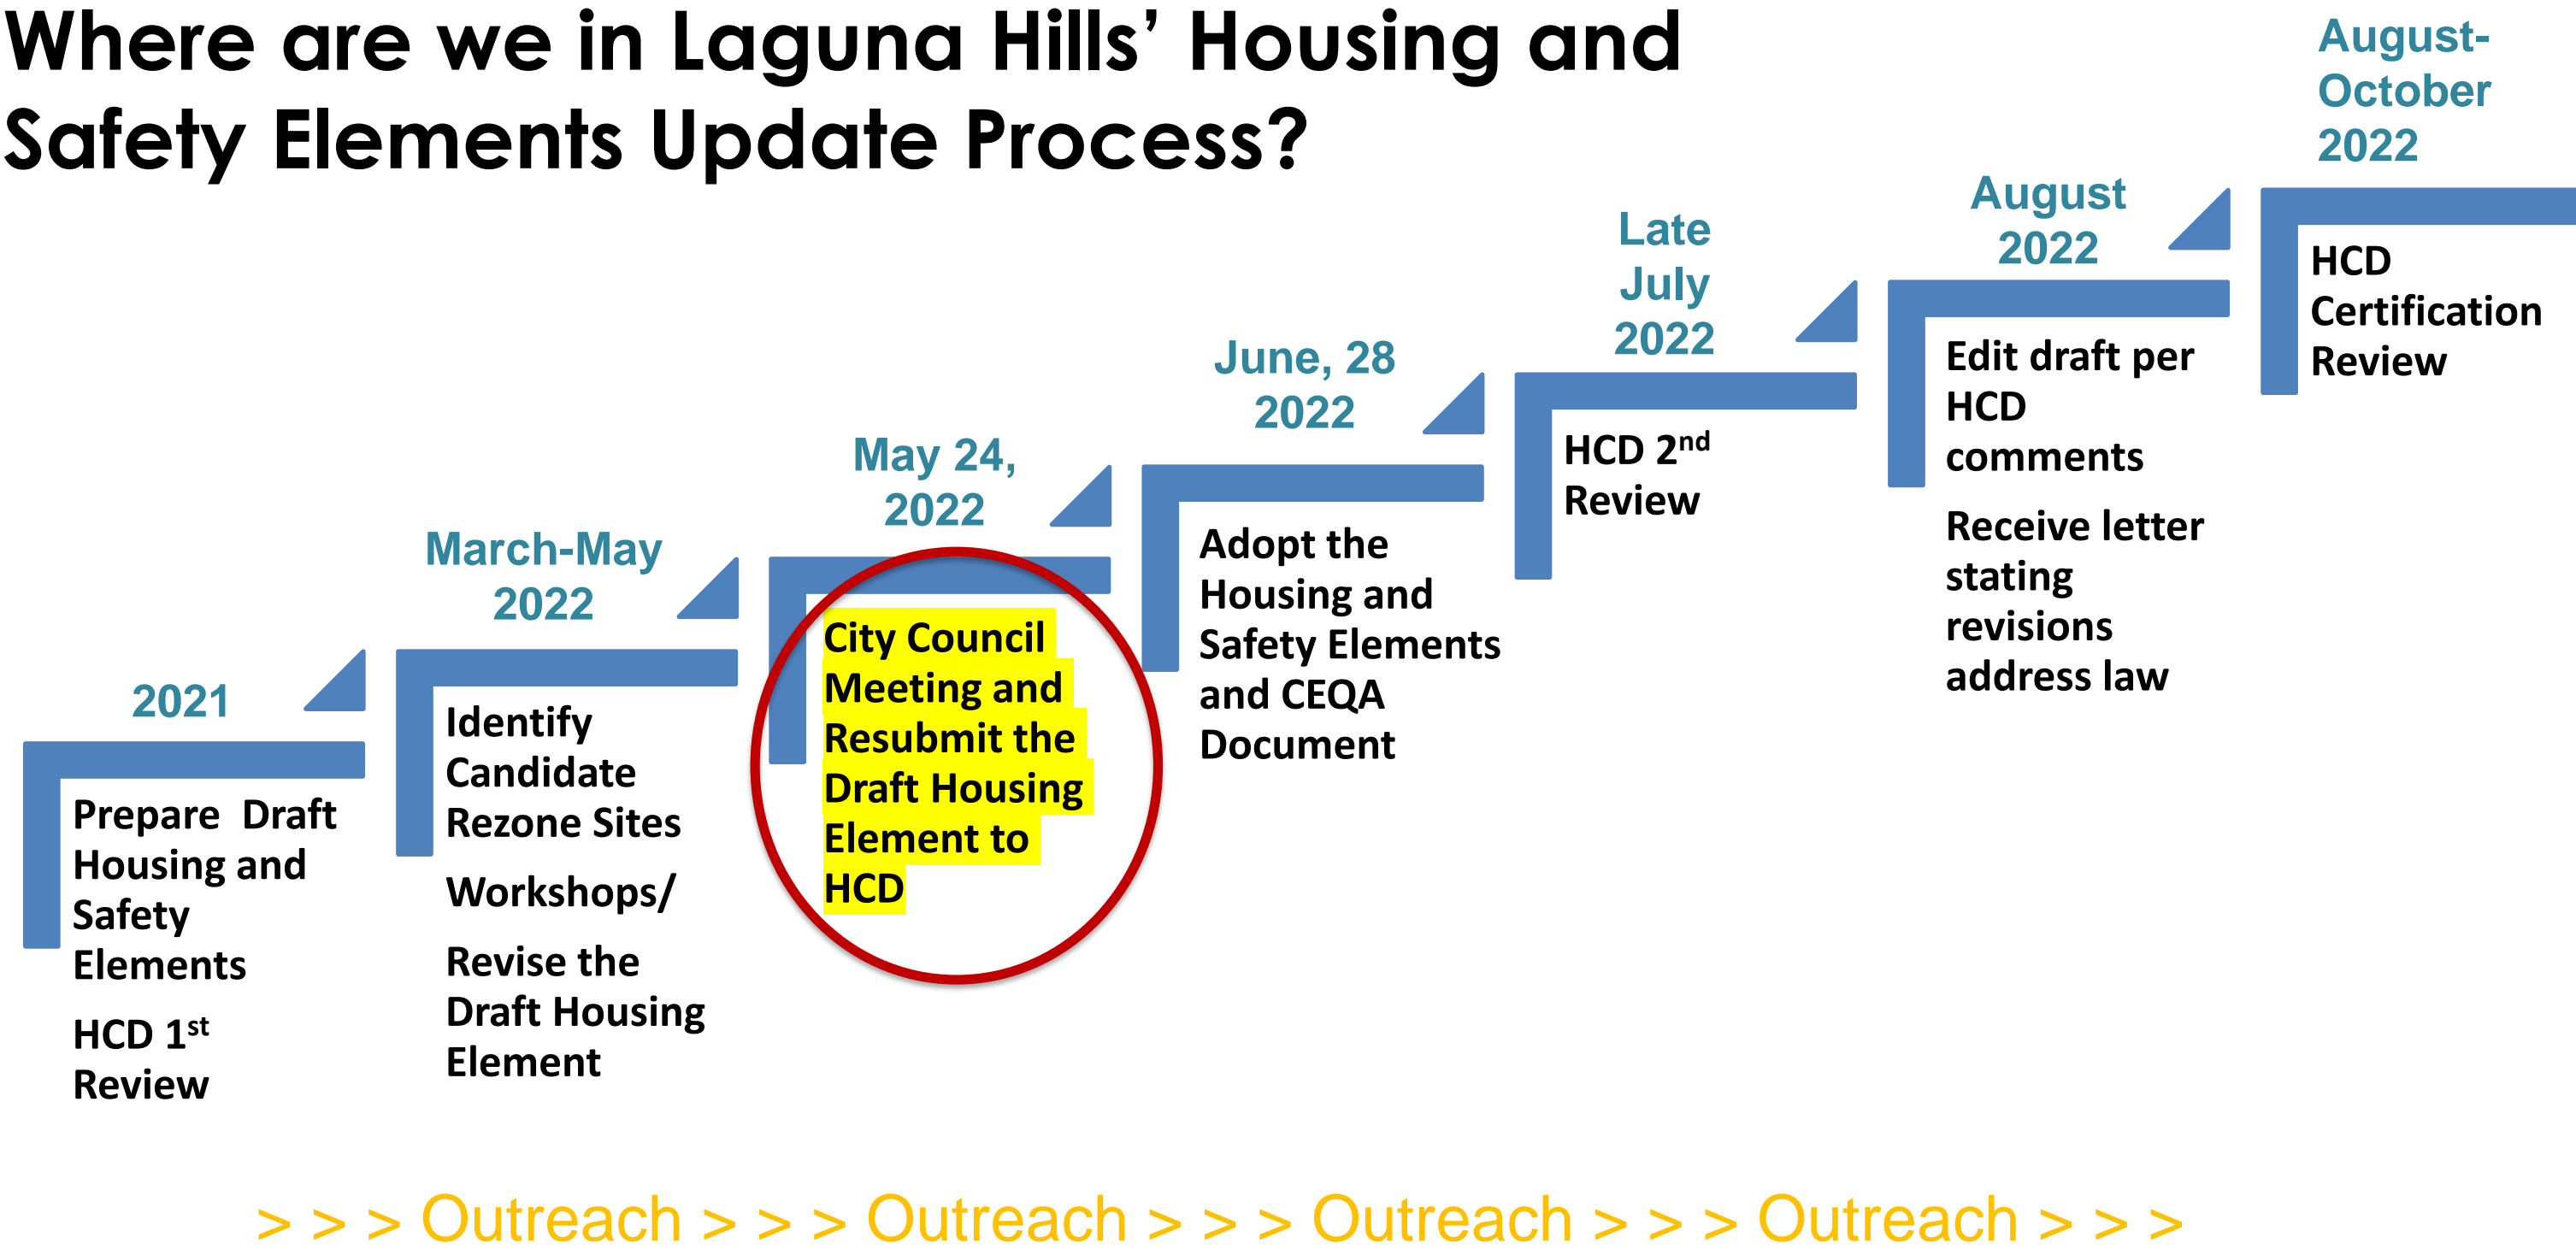 Where are we in Laguna Hills’ Housing and
Safety Elements Update Process?
2021
Prepare  Draft
Housing and
Safety
Elements
HCD 1st
Review
March-May
2022
Identify
Candidate
Rezone Sites
Workshops/
Revise the
Draft Housing
Element
May 24,
2022
City Council
Meeting and
Resubmit the
Draft Housing
Element to
HCD
June, 28
2022
Adopt the
Housing and
Safety Elements
and CEQA
Document
Late
July
2022
HCD 2nd
Review
August
2022
Edit draft per
HCD
comments
Receive letter
stating
revisions
address law
August-
October
2022
HCD
Certification
Review
> > > Outreach > > > Outreach > > > Outreach > > > Outreach > > >